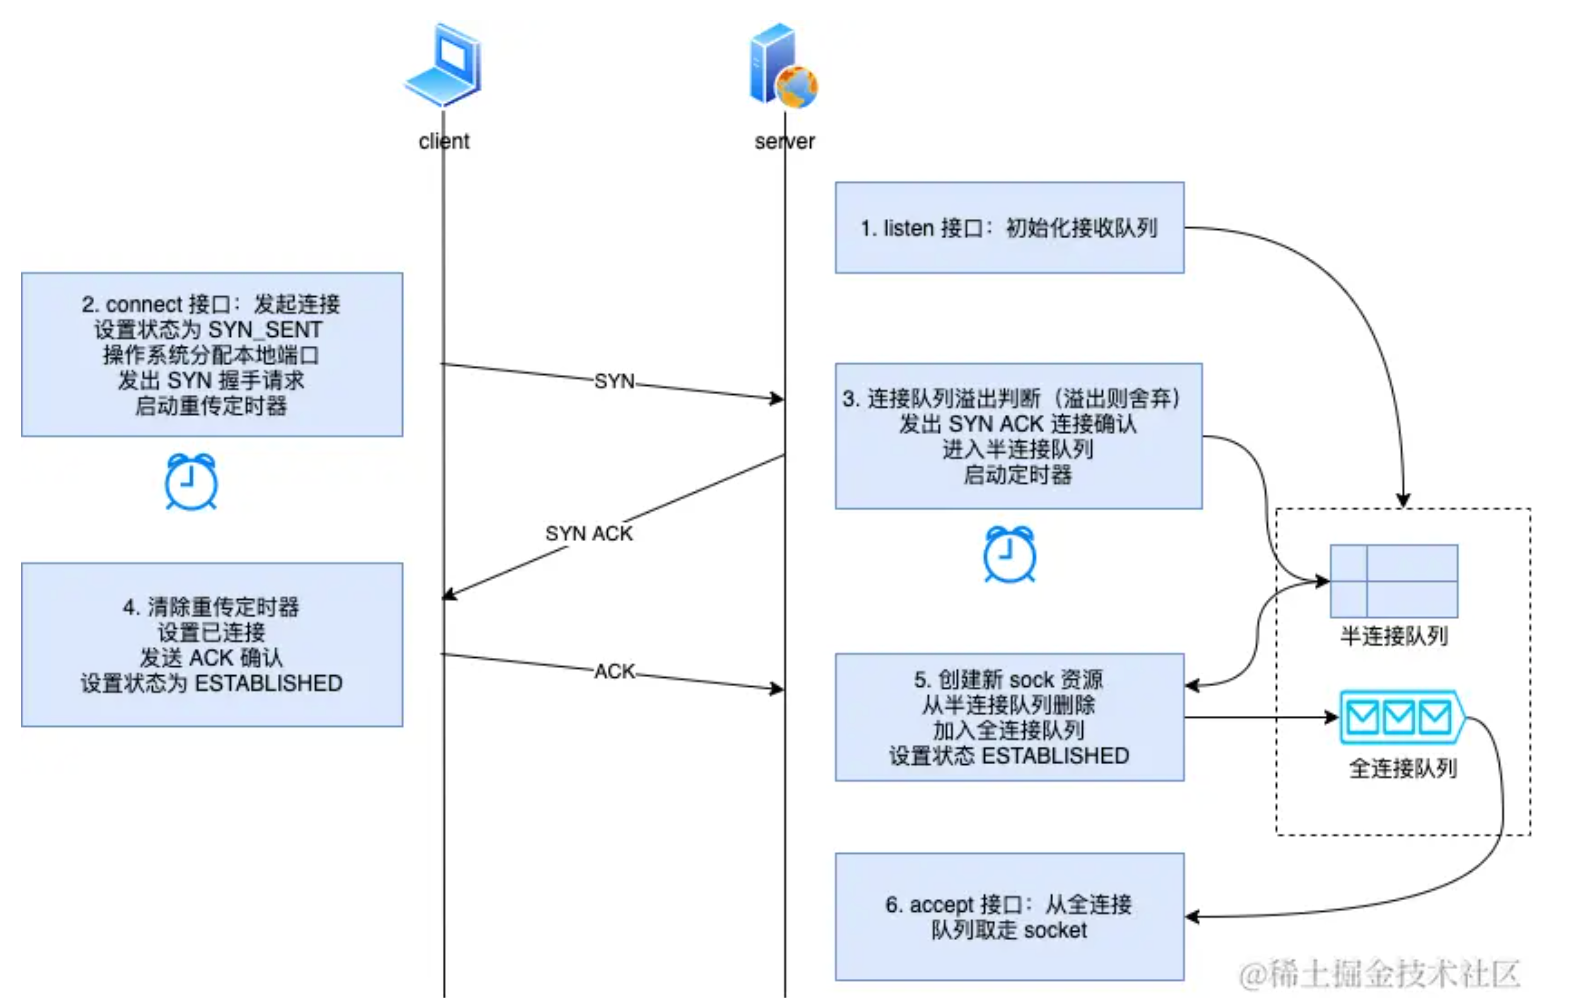 client
server
1. listen 接口：初始化接收队列
2. connect 接口：发起连接
设置状态为 SYN_SENT
操作系统分配本地端口
发出 SYN 握手请求
启动重传定时器
SYN
3. 连接队列溢出判断（溢出则舍弃）
发出 SYN ACK 连接确认
进入半连接队列
启动定时器
SYN ACK
4. 清除重传定时器
设置已连接
发送 ACK 确认
设置状态为 ESTABLISHED
ACK
半连接队列
5. 创建新 sock 资源
从半连接队列删除
加入全连接队列
设置状态 ESTABLISHED
全连接队列
6. accept 接口：从全连接
队列取走 socket
@稀土掘金技术社区